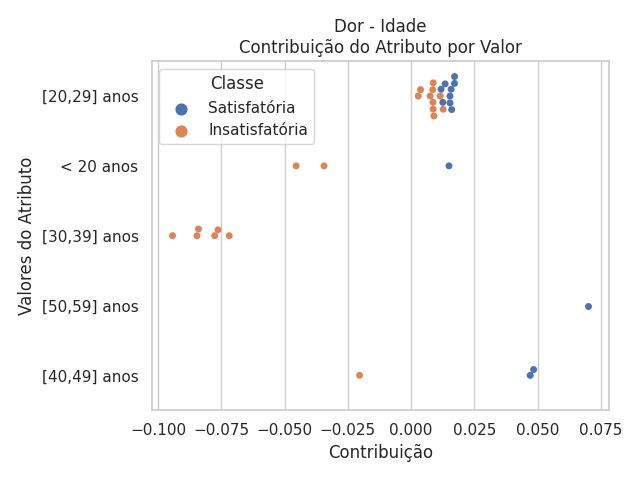 Dor - Idade
Contribuição do Atributo por Valor
Classe
Satisfatória
Insatisfatória
Valores do Atributo
[20,29] anos
< 20 anos
[30,39] anos
[50,59] anos
[40,49] anos
−0.100 −0.075 −0.050 −0.025 0.000 0.025 0.050 0.075
Contribuição